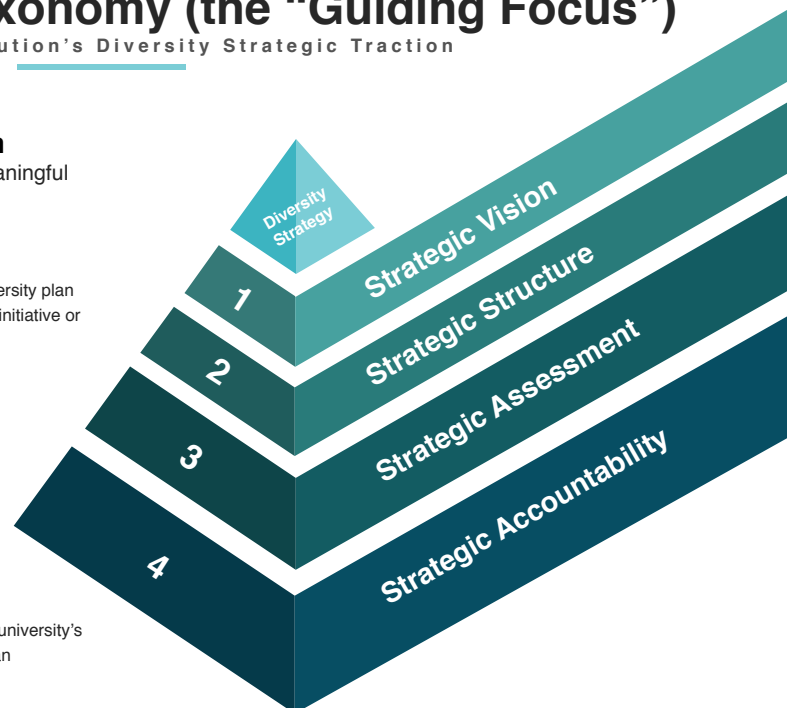 xonomy (the “Guiding Focus”)
ution’s Diversity Strategic Traction
aningful
Diversity
Strategy
1
Strategic Vision
ersity plan
initiative or
2
Strategic Structure
3
Strategic Assessment
4
Strategic Accountability
university’s
an